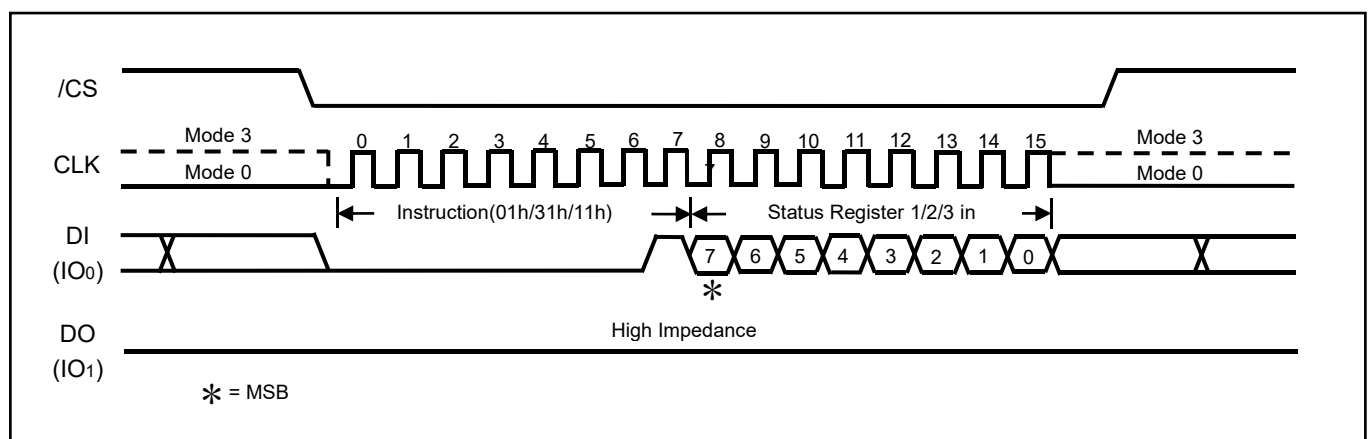 /CS
Mode 3
Mode 0
CLK
0 1 2 3 4 5 6 7 8 9 10 11 12 13 14 15
7
Mode 3
Mode 0
Instruction(01h/31h/11h)
Status Register 1/2/3 in
DI
(IO0)
7 6 5 4 3 2 1 0
*
DO
(IO1)
High Impedance
* = MSB